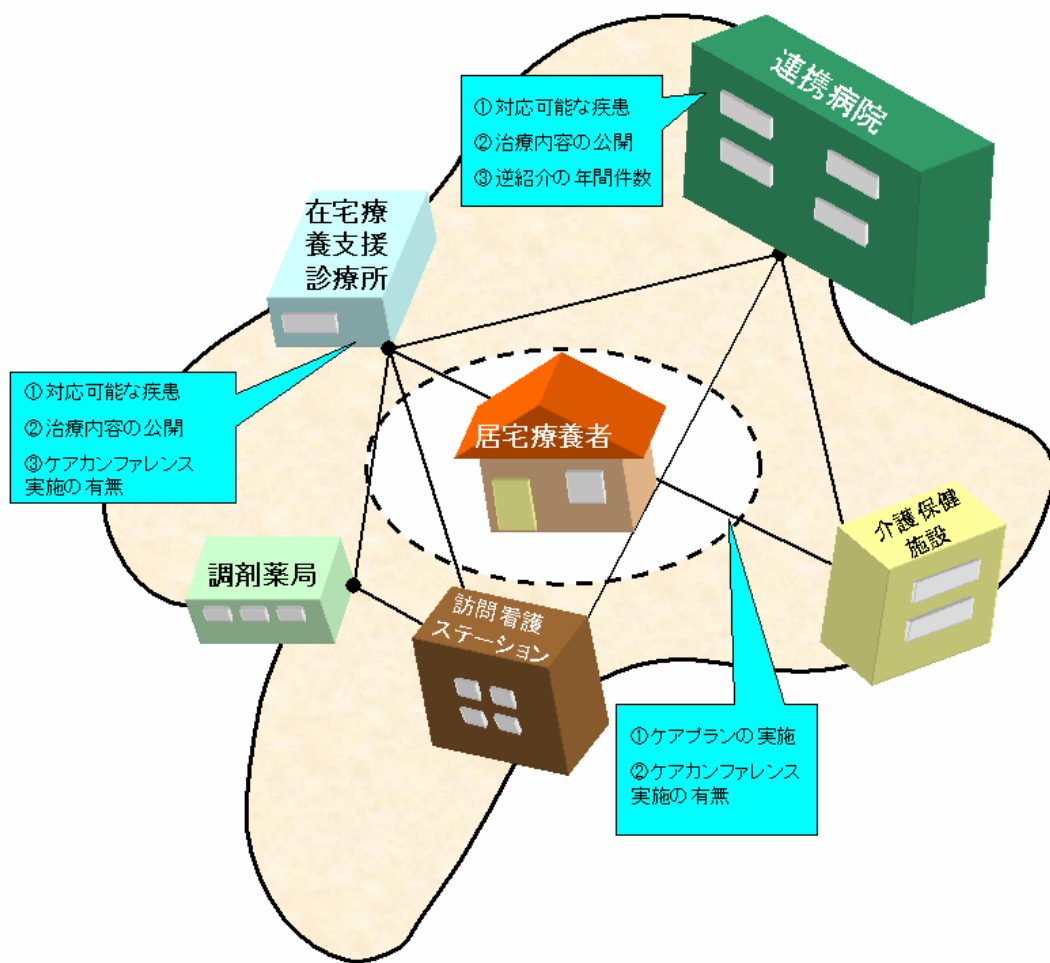 連携病院
①対応可能な疾患
②治療内容の公開
③逆紹介の年間件数
在宅療
養支援
診療所
①対応可能な疾患
②治療内容の公開
③ケアカンファレンス
実施の有無
居宅療養者
介護保健
施設
調剤薬局
訪問看護
ステーション
①ケアプランの実施
②ケアカンファレンス
実施の有無